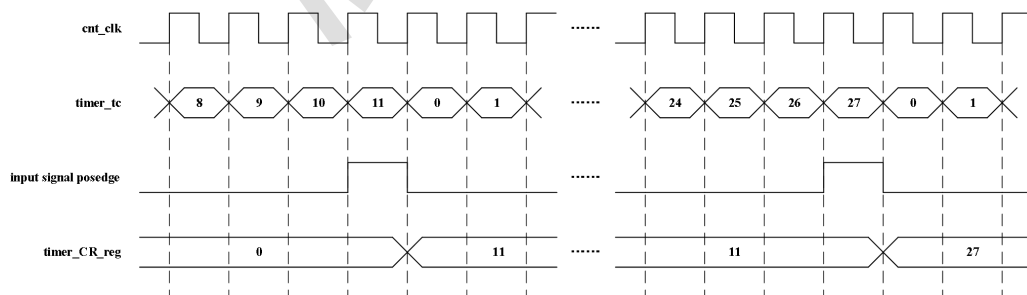 cnt_clk
timer_tc 8 9 10 11 0 1 24 25 26 27 0 1
input signal posedge
timer_CR_reg 0 11 11 27